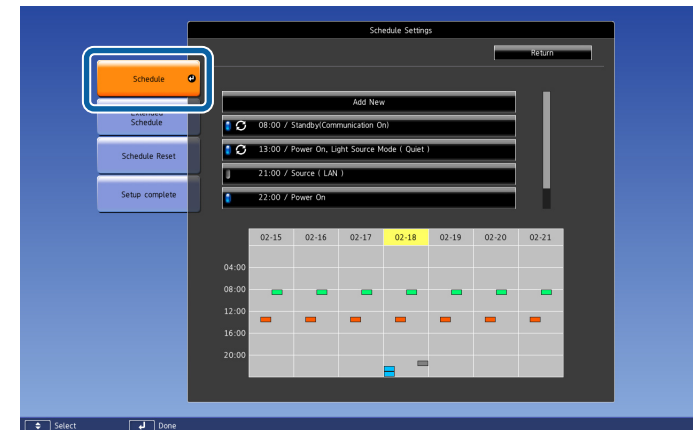 Schedule Settings
Return
Schedule
Extended
Schedule
Schedule Reset
Setup complete
Add New
08:00 / Standby(Communication On)
13:00 / Power On, Light Source Mode ( Quiet )
21:00 / Source ( LAN )
22:00 / Power On
02-15 02-16 02-17 02-18 02-19 02-20 02-21
04:00
08:00
12:00
16:00
20:00
Select Done